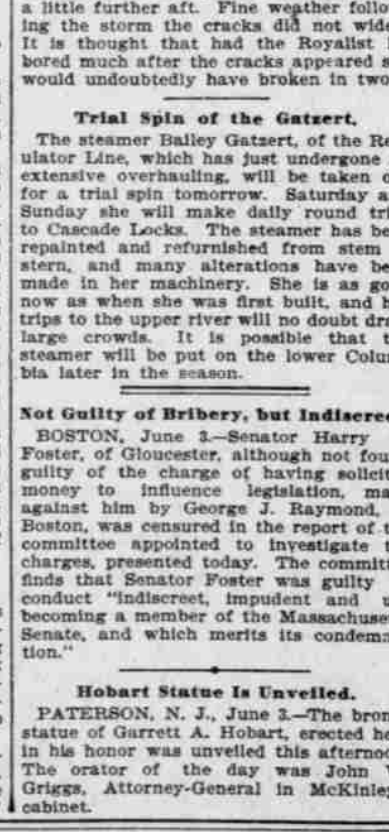 a little further aft. Fine weather follow
ing the storm the cracks did not wide
It is thought that had the Royalist
bored much after the cracks appeared s
would undoubtedly have broken in two
Trial Spin of the Gatzert.
The steamer Bailey Gatzert, of the Re
ulator Line, which has just undergone
extensive overhauling, will be taken o
for a trial spin tomorrow. Saturday a
Sunday she will make daily round tri
to Cascade Locks. The steamer has be
repainted and refurnished from stem
stern, and many alterations have be
made in her machinery. She is as go
now as when she was first built, and h
trips to the upper river will no doubt dra
large crowds. It is possible that t
steamer will be put on the lower Colu
bia later in the season.
Not Guilty of Bribery, but Indiscree
BOSTON, June 3.—Senator Harry
Foster, of Gloucester, although not fou
guilty of the charge of having solicit
money to influence legislation, ma
against him by George J. Raymond,
Boston, was censured in the report of t
committee appointed to investigate t
charges, presented today. The committ
finds that Senator Foster was guilty
conduct "indiscreet, impudent and u
becoming a member of the Massachuse
Senate, and which merits its condemn
tion."
Hobart Statue Is Unveiled.
PATERSON, N. J., June 3.—The bron
statue of Garrett A. Hobart, erected he
in his honor was unveiled this afterno
The orator of the day was John
Griggs, Attorney-General in McKinle
cabinet.